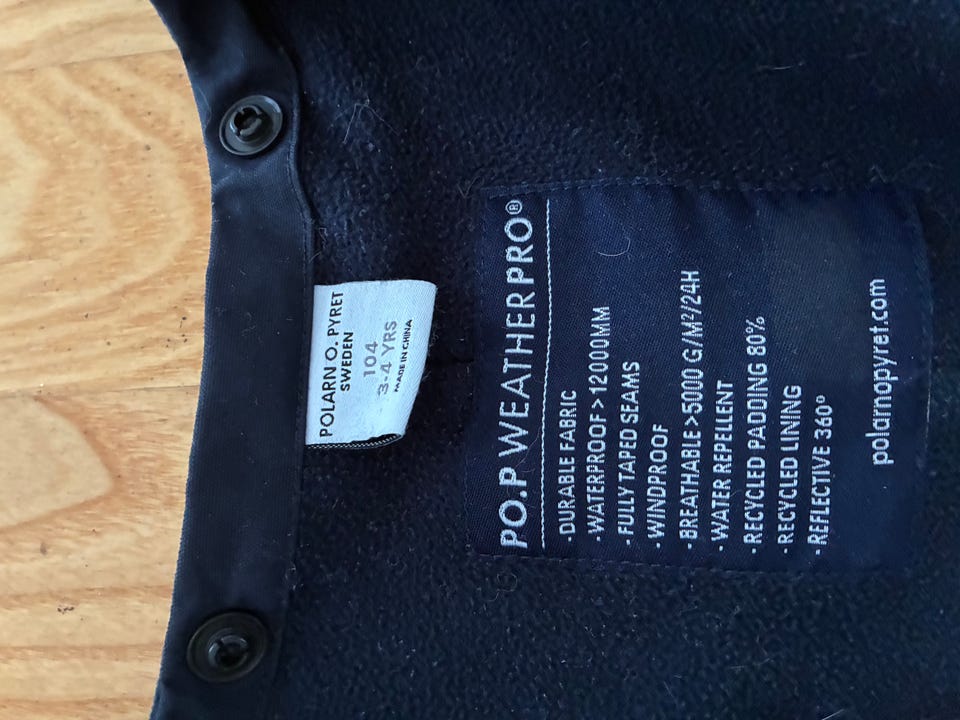 POLARN O. PYRET
SWEDEN
104
3-4 YRS
MADE IN CHINA
PO.P WEATHER PRO®
·DURABLE FABRIC
·WATERPROOF > 12000MM
·FULLY TAPED SEAMS
·WINDPROOF
·BREATHABLE >5000 G/M²/24H
·WATER REPELLENT
·RECYCLED PADDING 80%
·RECYCLED LINING
·REFLECTIVE 360°
polarnopyret.com